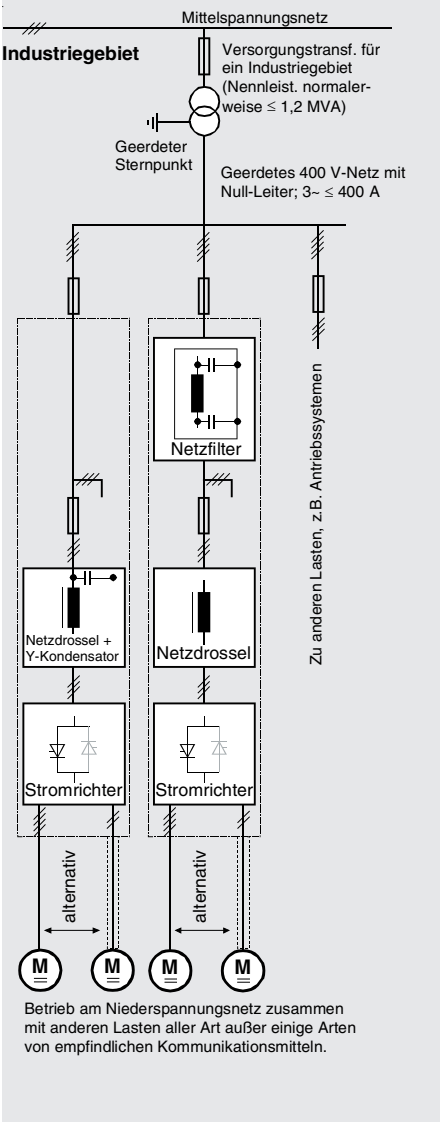 Mittelspannungsnetz
Industriegebiet
Versorgungstransf. für
ein Industriegebiet
(Nennleist. normaler-
weise ≤ 1,2 MVA)
Geerdeter
Sternpunkt
Geerdetes 400 V-Netz mit
Null-Leiter; 3~ ≤ 400 A
Netzfilter
Zu anderen Lasten, z.B. Antriebssystemen
Netzdrossel +
Y-Kondensator
Netzdrossel
Stromrichter
Stromrichter
alternativ
alternativ
M
M
M
M
Betrieb am Niederspannungsnetz zusammen
mit anderen Lasten aller Art außer einige Arten
von empfindlichen Kommunikationsmitteln.